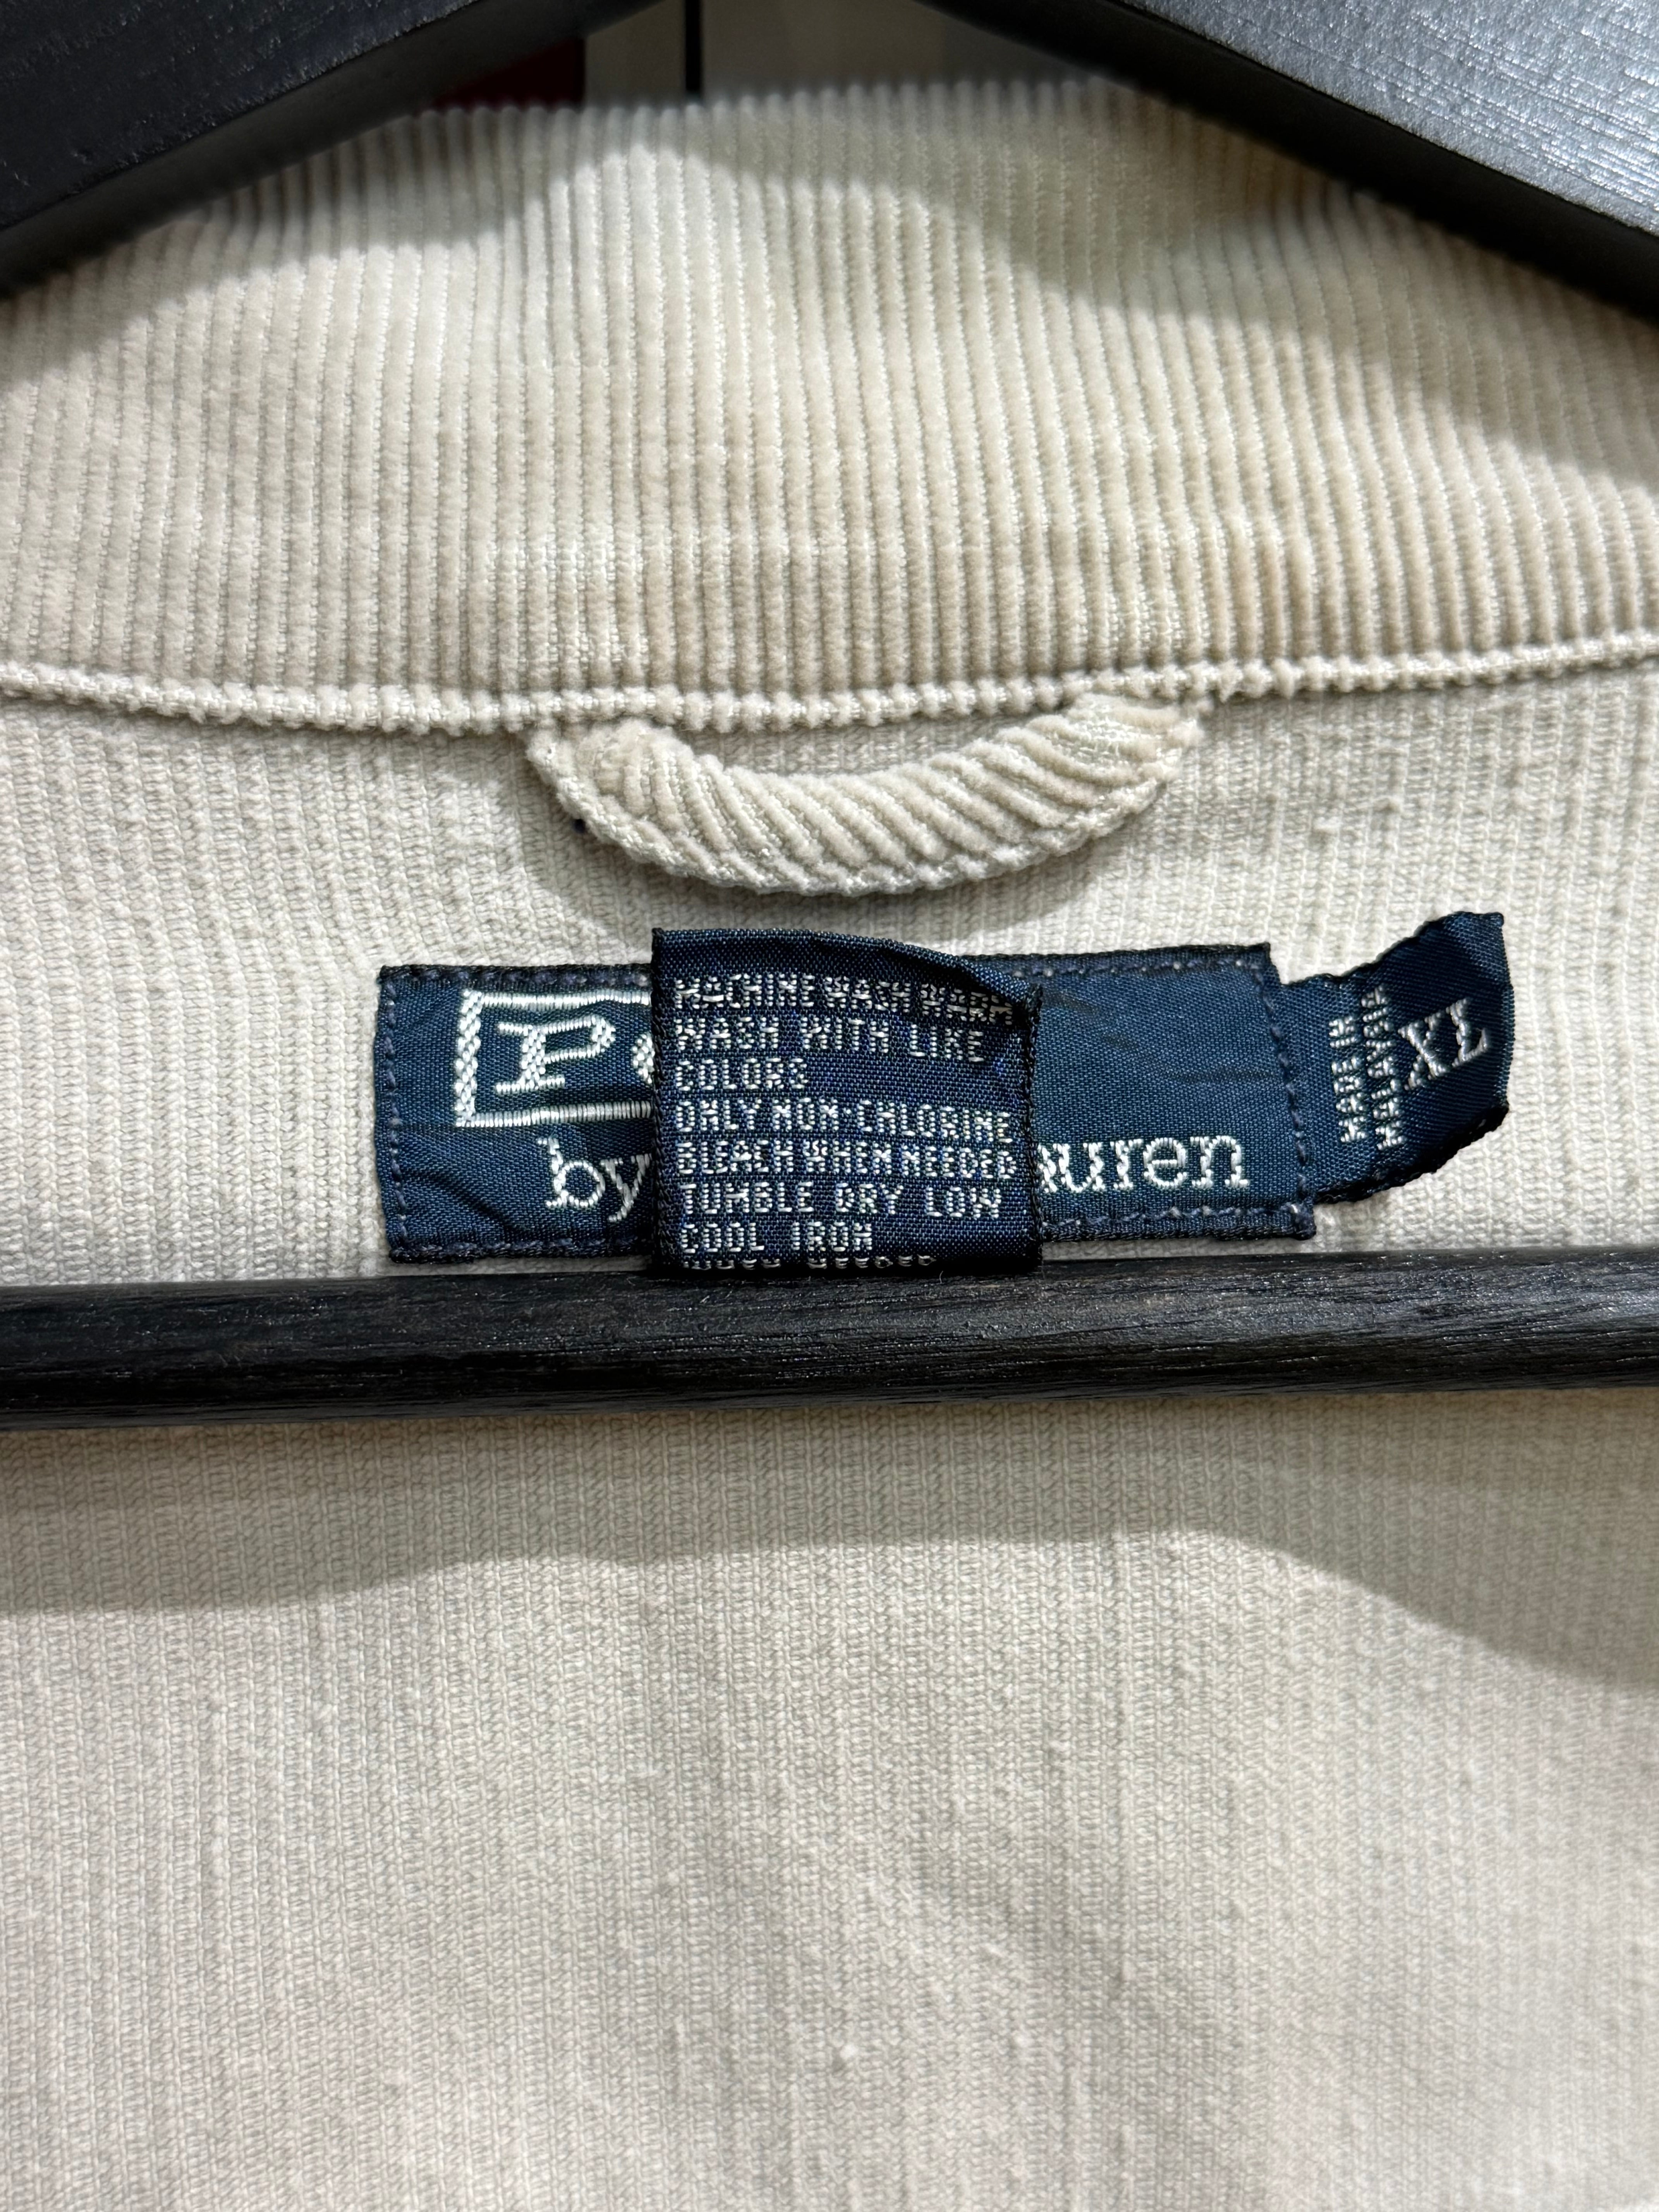 P
by
auren
MACHINE WASH WARM
WASH WITH LIKE
COLORS
ONLY NON-CHLORINE
BLEACH WHEN NEEDED
TUMBLE DRY LOW
COOL IRON
MADE IN
MALAYSIA
XL